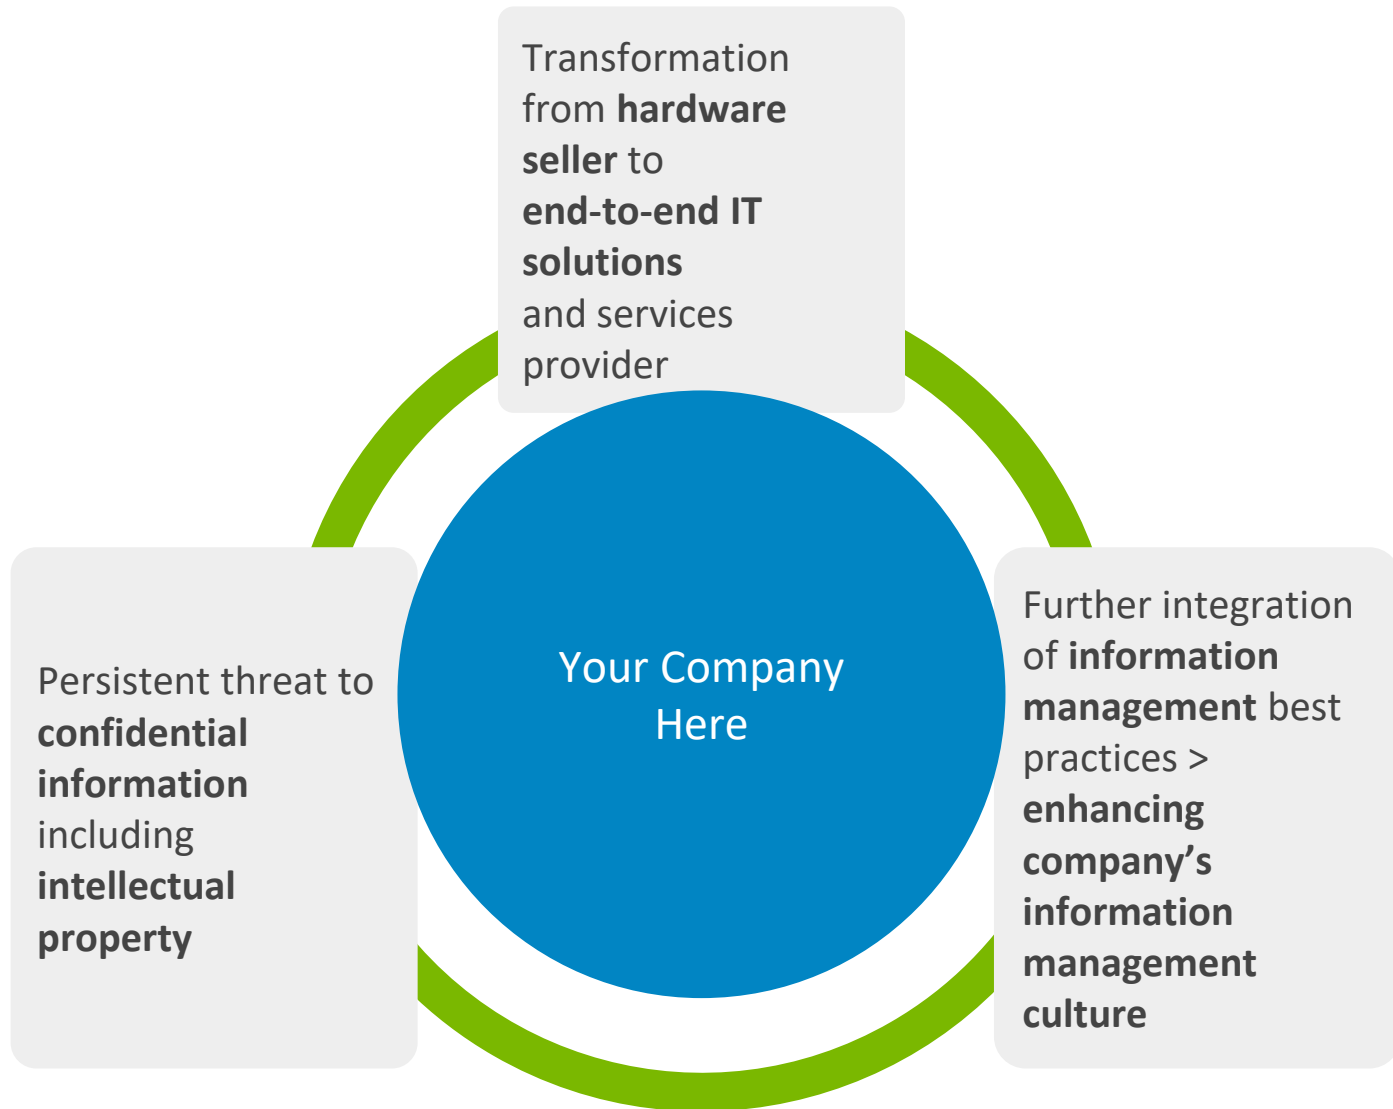 Transformation
from hardware
seller to
end-to-end IT
solutions
and services
provider
Your Company
Here
Persistent threat to
confidential
information
including
intellectual
property
Further integration
of information
management best
practices >
enhancing
company’s
information
management
culture